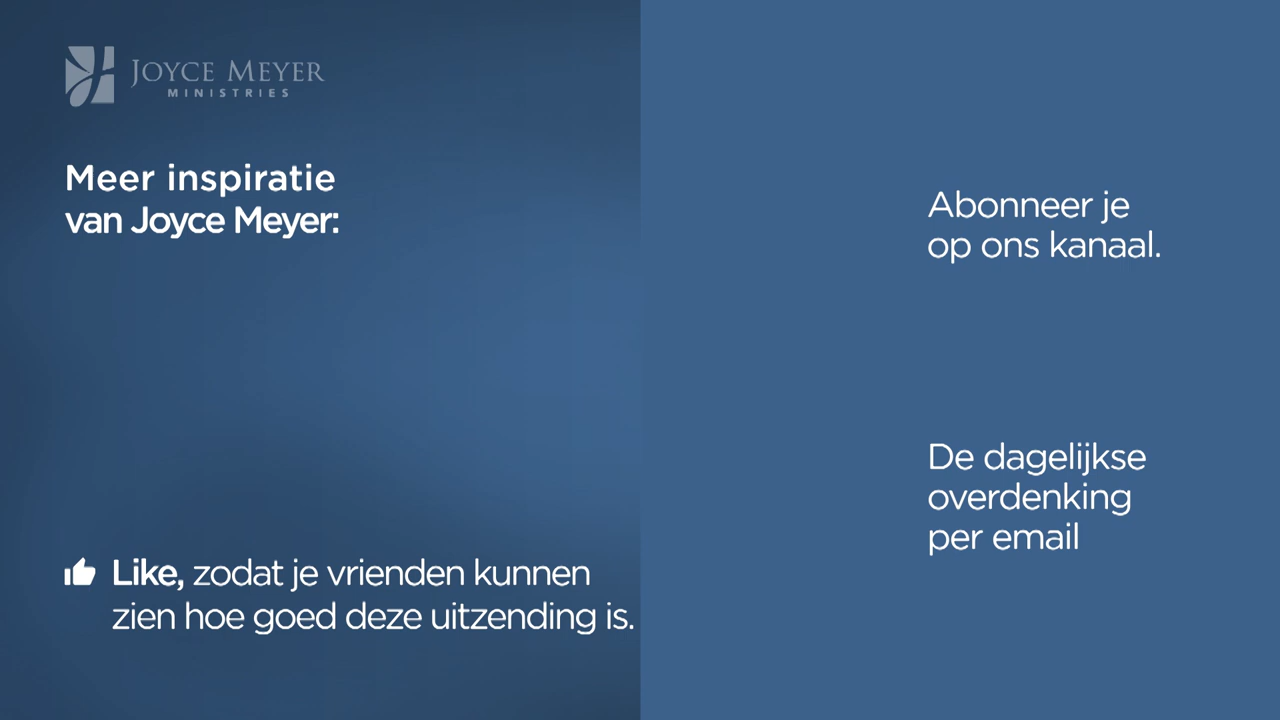 JOYCE MEYER
MINISTRIES
Meer inspiratie
van Joyce Meyer:
Abonneer je
op ons kanaal.
De dagelijkse
overdenking
per email
Like, zodat je vrienden kunnen
zien hoe goed deze uitzending is.